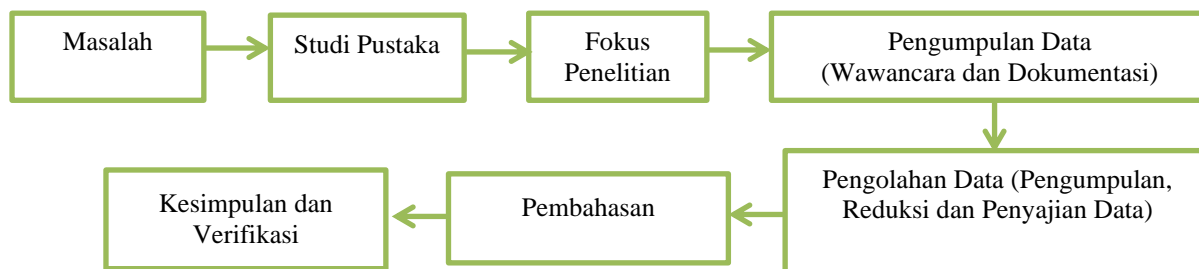 Masalah
Studi Pustaka
Fokus
Penelitian
Pengumpulan Data
(Wawancara dan Dokumentasi)
Pengolahan Data (Pengumpulan,
Reduksi dan Penyajian Data)
Pembahasan
Kesimpulan dan
Verifikasi